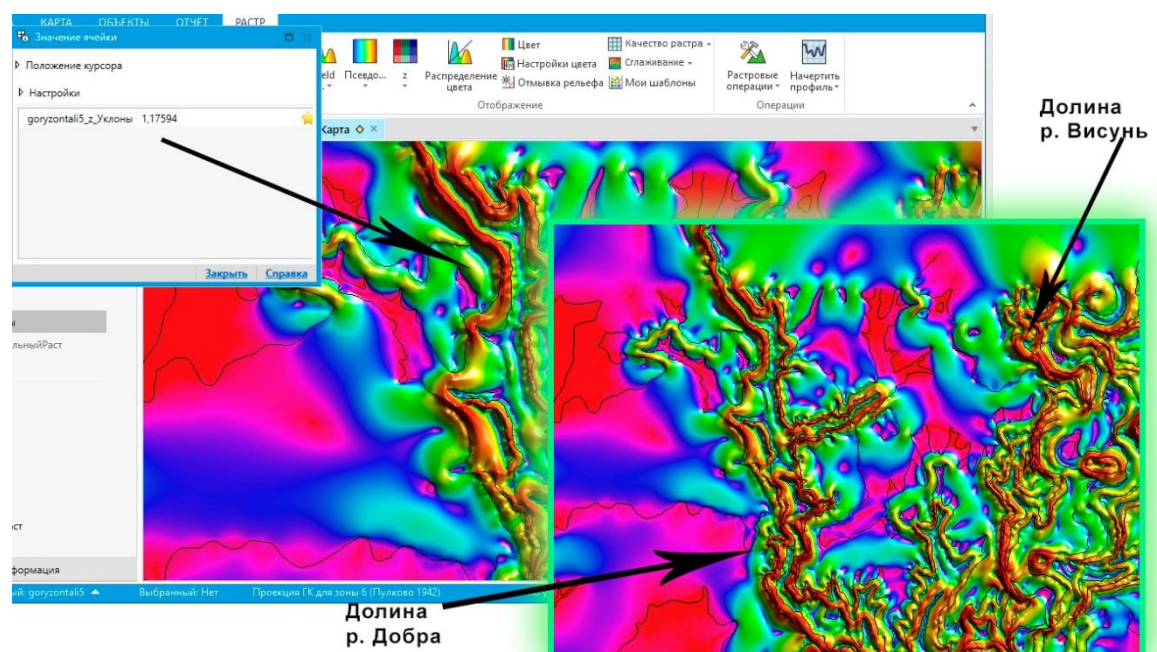 КАРТА ОБЪЕКТЫ ОТЧЁТ РАСТР
Значение ячейки
Положение курсора
Настройки
goryzontali5_z_Уклоны 1,17594
Закрыть Справка
Псевдо... z
Распределение
цвета
Цвет
Настройки цвета
Отмывка рельефа
Качество растра
Сглаживание
Мои шаблоны
Отображение
Растровые
операции
Начертить
профиль
Операции
Карта
Долина
р. Висунь
Выбранный: Нет
Проекция ГК для зоны 6 (Пулково 1942)
goryzontali5
Долина
р. Добра